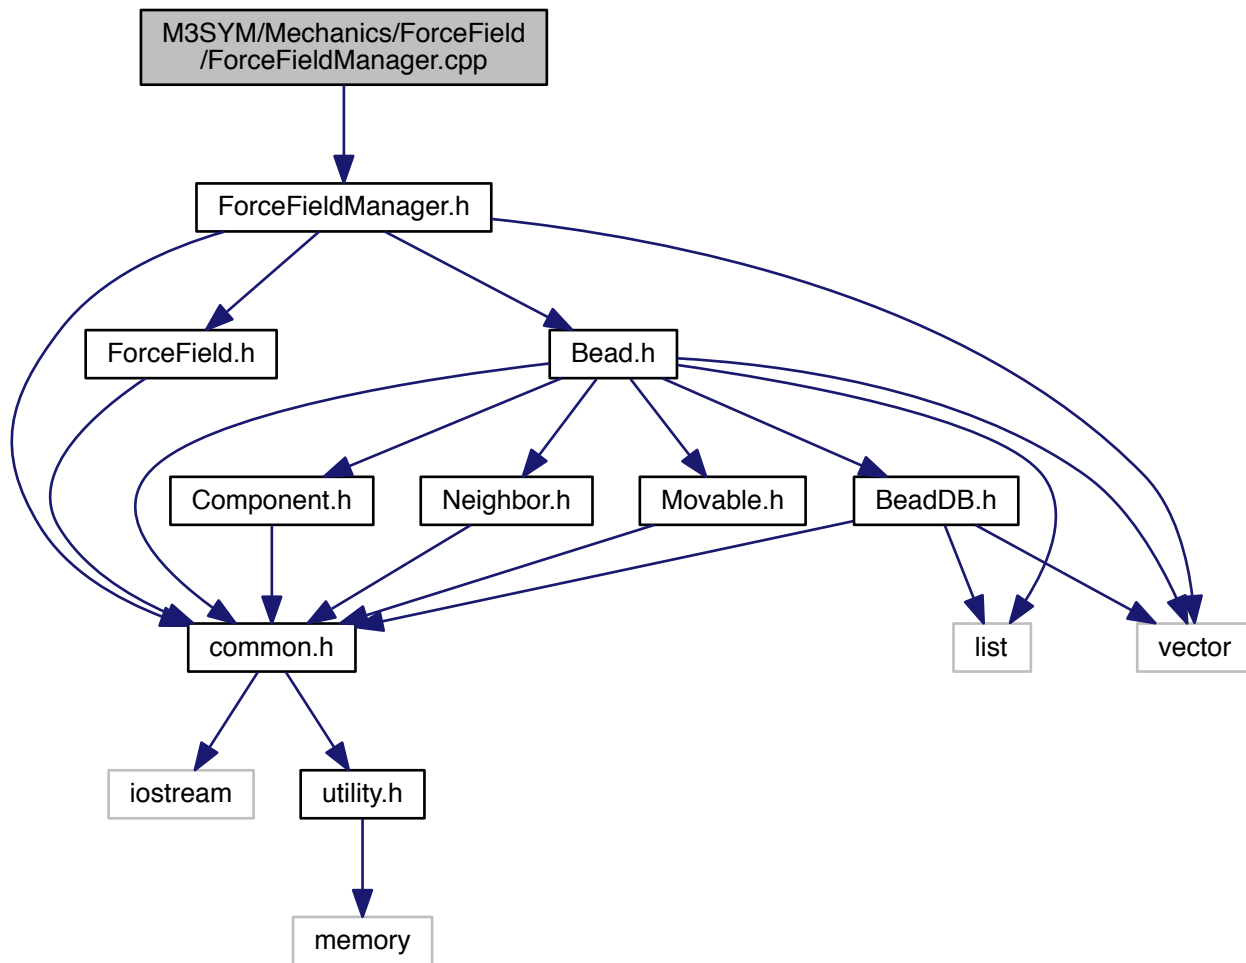 M3SYM/Mechanics/ForceField
/ForceFieldManager.cpp
ForceFieldManager.h
ForceField.h
Bead.h
Component.h
Neighbor.h
Movable.h
BeadDB.h
common.h
list
vector
iostream
utility.h
memory